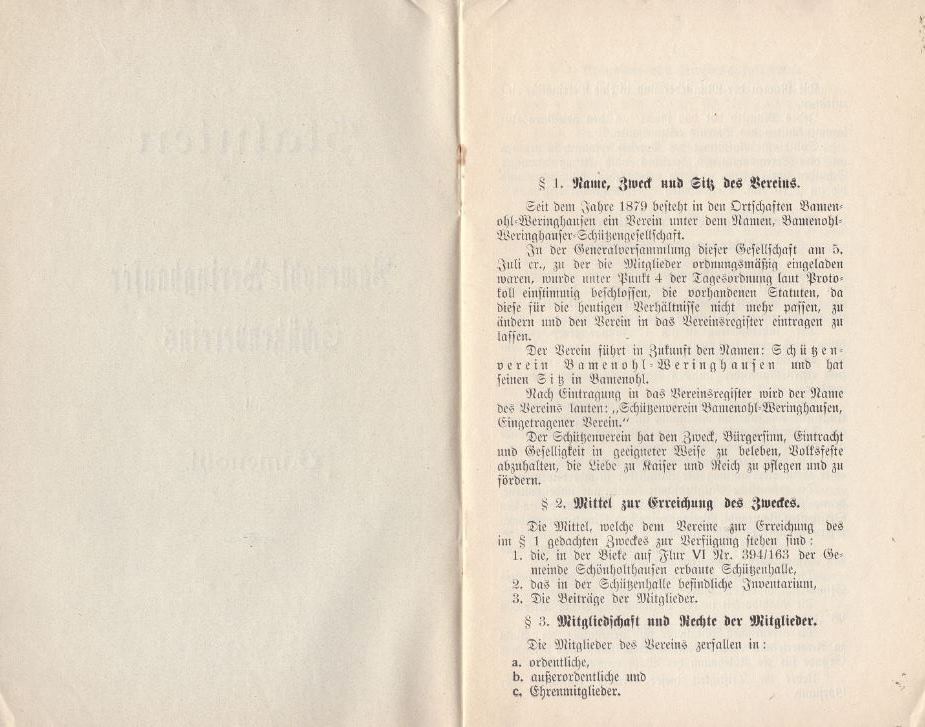 § 1. Name, Zweck und Sitz des Vereins.
Seit dem Jahre 1879 besteht in den Ortschaften Bamen-
ohl-Weringhausen ein Verein unter dem Namen, Bamenohl-
Weringhauser-Schützengesellschaft.
In der Generalversammlung dieser Gesellschaft am 5.
Juli cr., zu der die Mitglieder ordnungsmäßig eingeladen
waren, wurde unter Punkt 4 der Tagesordnung laut Proto-
koll einstimmig beschlossen, die vorhandenen Statuten, da
diese für die heutigen Verhältnisse nicht mehr passen, zu
ändern und den Verein in das Vereinsregister eintragen zu
lassen.
Der Verein führt in Zukunft den Namen: Schützen-
verein Bamenohl-Weringhausen und hat
seinen Sitz in Bamenohl.
Nach Eintragung in das Vereinsregister wird der Name
des Vereins lauten: „Schützenverein Bamenohl-Weringhausen,
Eingetragener Verein."
Der Schützenverein hat den Zweck, Bürgersinn, Eintracht
und Geselligkeit in geeigneter Weise zu beleben, Volksfeste
abzuhalten, die Liebe zu Kaiser und Reich zu pflegen und zu
fördern.
§ 2. Mittel zur Erreichung des Zweckes.
Die Mittel, welche dem Vereine zur Erreichung des
im § 1 gedachten Zweckes zur Verfügung stehen sind:
1. die, in der Bieke auf Flur VI Nr. 394/163 der Ge-
meinde Schönholthausen erbaute Schützenhalle,
2. das in der Schützenhalle befindliche Inventarium,
3. Die Beiträge der Mitglieder.
§ 3. Mitgliedschaft und Rechte der Mitglieder.
Die Mitglieder des Vereins zerfallen in:
a. ordentliche,
b. außerordentliche und
c. Ehrenmitglieder.